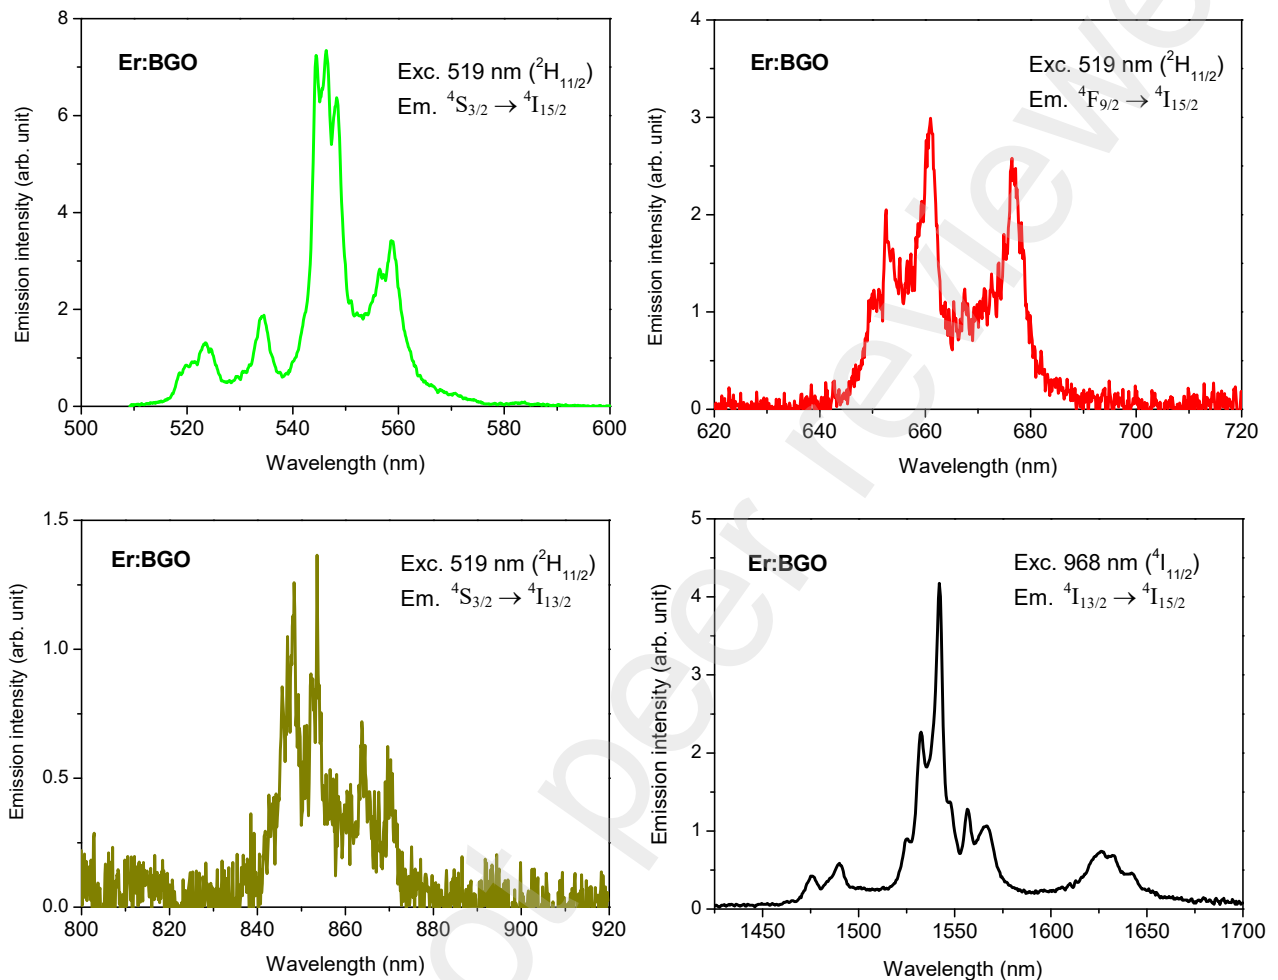 Er:BGO
Exc. 519 nm (²H₁₁/₂)
Em. ⁴S₃/₂ → ⁴I₁₅/₂
Emission intensity (arb. unit)
8
6
4
2
0
500 520 540 560 580 600
Wavelength (nm)
Er:BGO
Exc. 519 nm (²H₁₁/₂)
Em. ⁴F₉/₂ → ⁴I₁₅/₂
Emission intensity (arb. unit)
4
3
2
1
0
620 640 660 680 700 720
Wavelength (nm)
Er:BGO
Exc. 519 nm (²H₁₁/₂)
Em. ⁴S₃/₂ → ⁴I₁₃/₂
Emission intensity (arb. unit)
1.5
1.0
0.5
0.0
800 820 840 860 880 900 920
Wavelength (nm)
Er:BGO
Exc. 968 nm (⁴I₁₁/₂)
Em. ⁴I₁₃/₂ → ⁴I₁₅/₂
Emission intensity (arb. unit)
5
4
3
2
1
0
1450 1500 1550 1600 1650 1700
Wavelength (nm)
ot peer reviewe